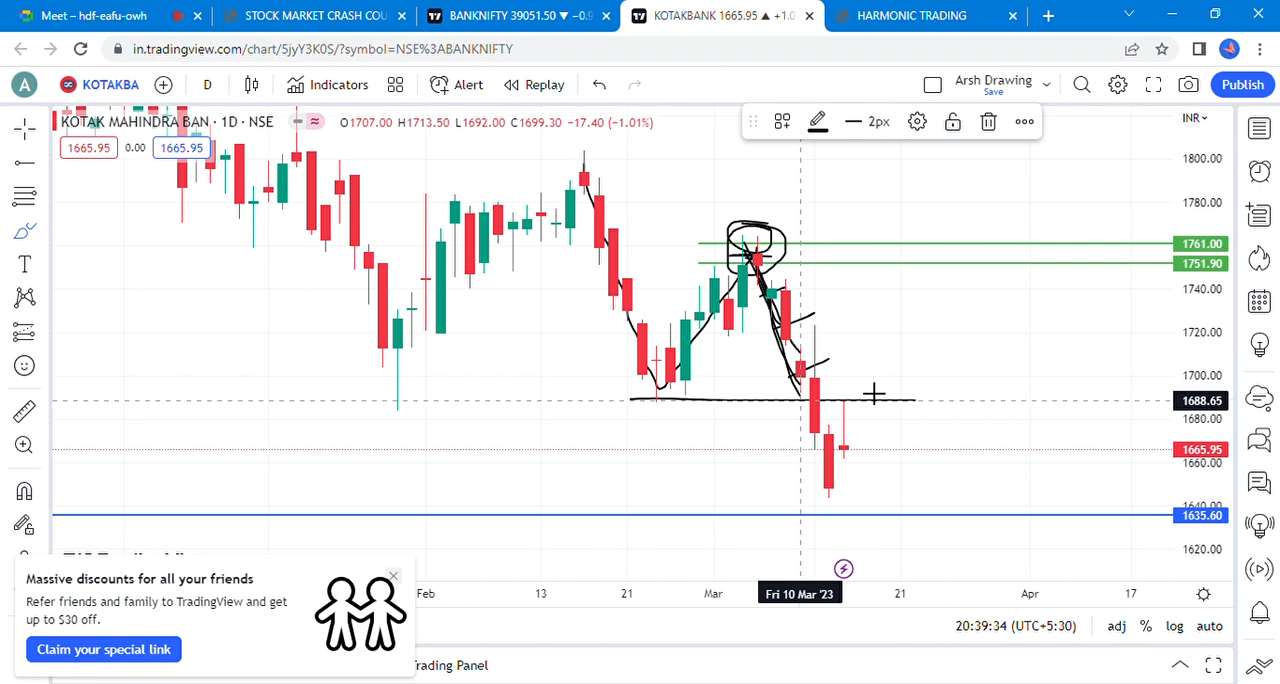 Meet – hdf-eafu-owh
STOCK MARKET CRASH COU
BANKNIFTY 39051.50 ▼ −0.9
KOTAKBANK 1665.95 ▲ +1.0
HARMONIC TRADING
in.tradingview.com/chart/5jyY3K0S/?symbol=NSE%3ABANKNIFTY
A
KOTAKBA
D
Indicators
Alert
Replay
Arsh Drawing
Save
Publish
KOTAK MAHINDRA BAN · 1D · NSE
O1707.00 H1713.50 L1692.00 C1699.30 −17.40 (−1.01%)
2px
INR
1665.95
0.00
1665.95
1800.00
1780.00
1761.00
1751.90
1740.00
1720.00
1700.00
1688.65
1680.00
1665.95
1660.00
1640.00
1635.60
1620.00
T
Massive discounts for all your friends
Refer friends and family to TradingView and get
up to $30 off.
Claim your special link
Feb
13
21
Mar
Fri 10 Mar '23
21
Apr
17
20:39:34 (UTC+5:30)
adj
%
log
auto
rading Panel